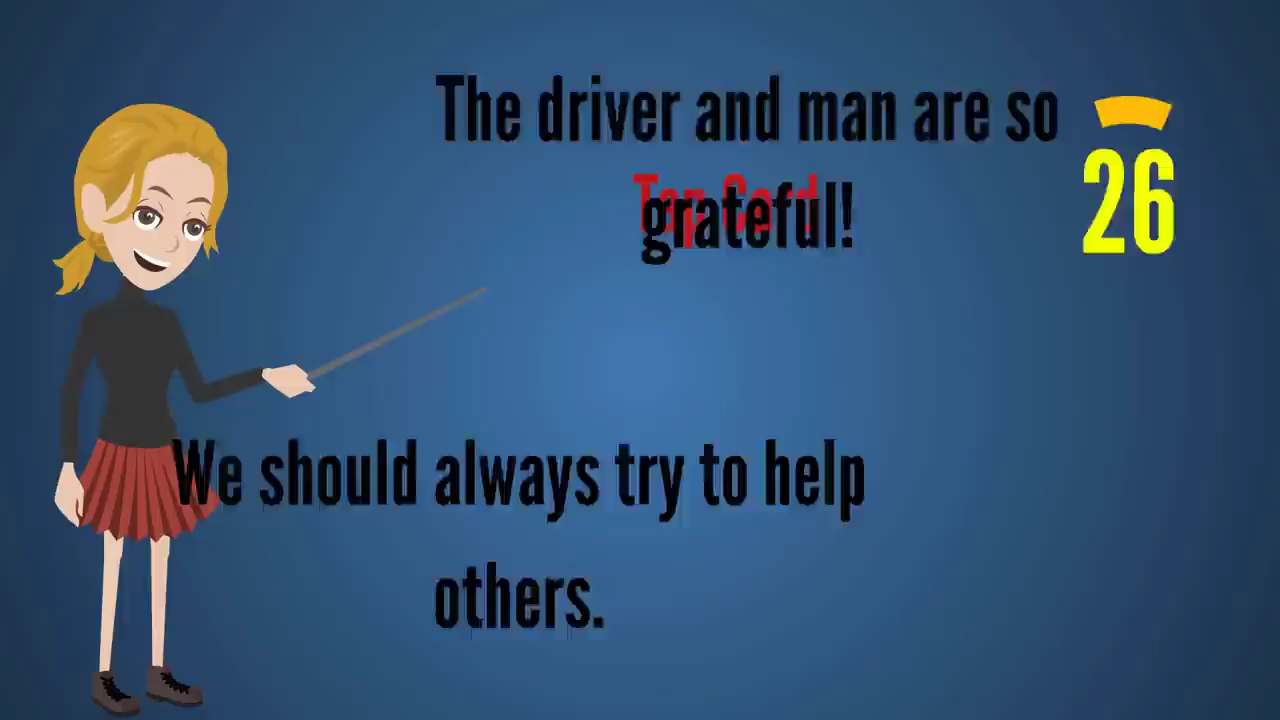 The driver and man are so
grateful!
26
We should always try to help
others.